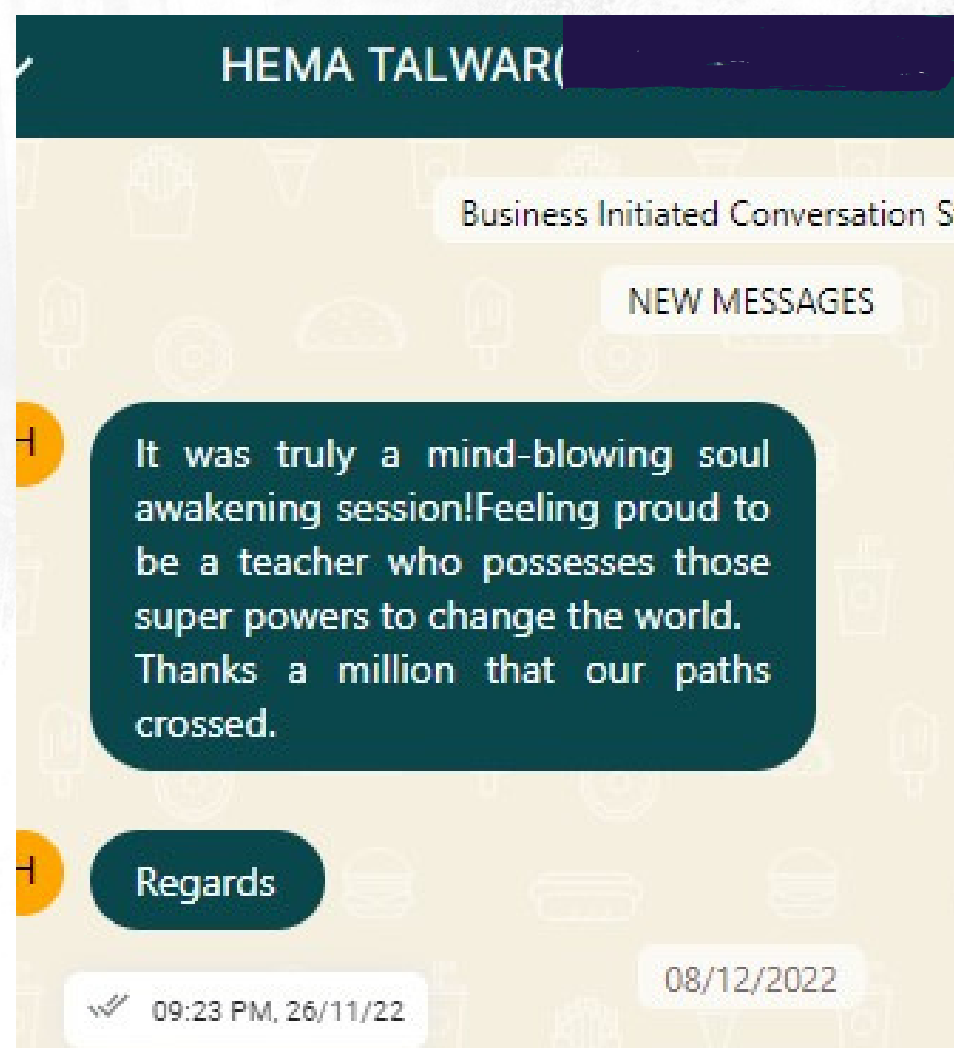 HEMA TALWAR(
Business Initiated Conversation
NEW MESSAGES
H
It was truly a mind-blowing soul
awakening session!Feeling proud to
be a teacher who possesses those
super powers to change the world.
Thanks a million that our paths
crossed.
H
Regards
08/12/2022
09:23 PM, 26/11/22